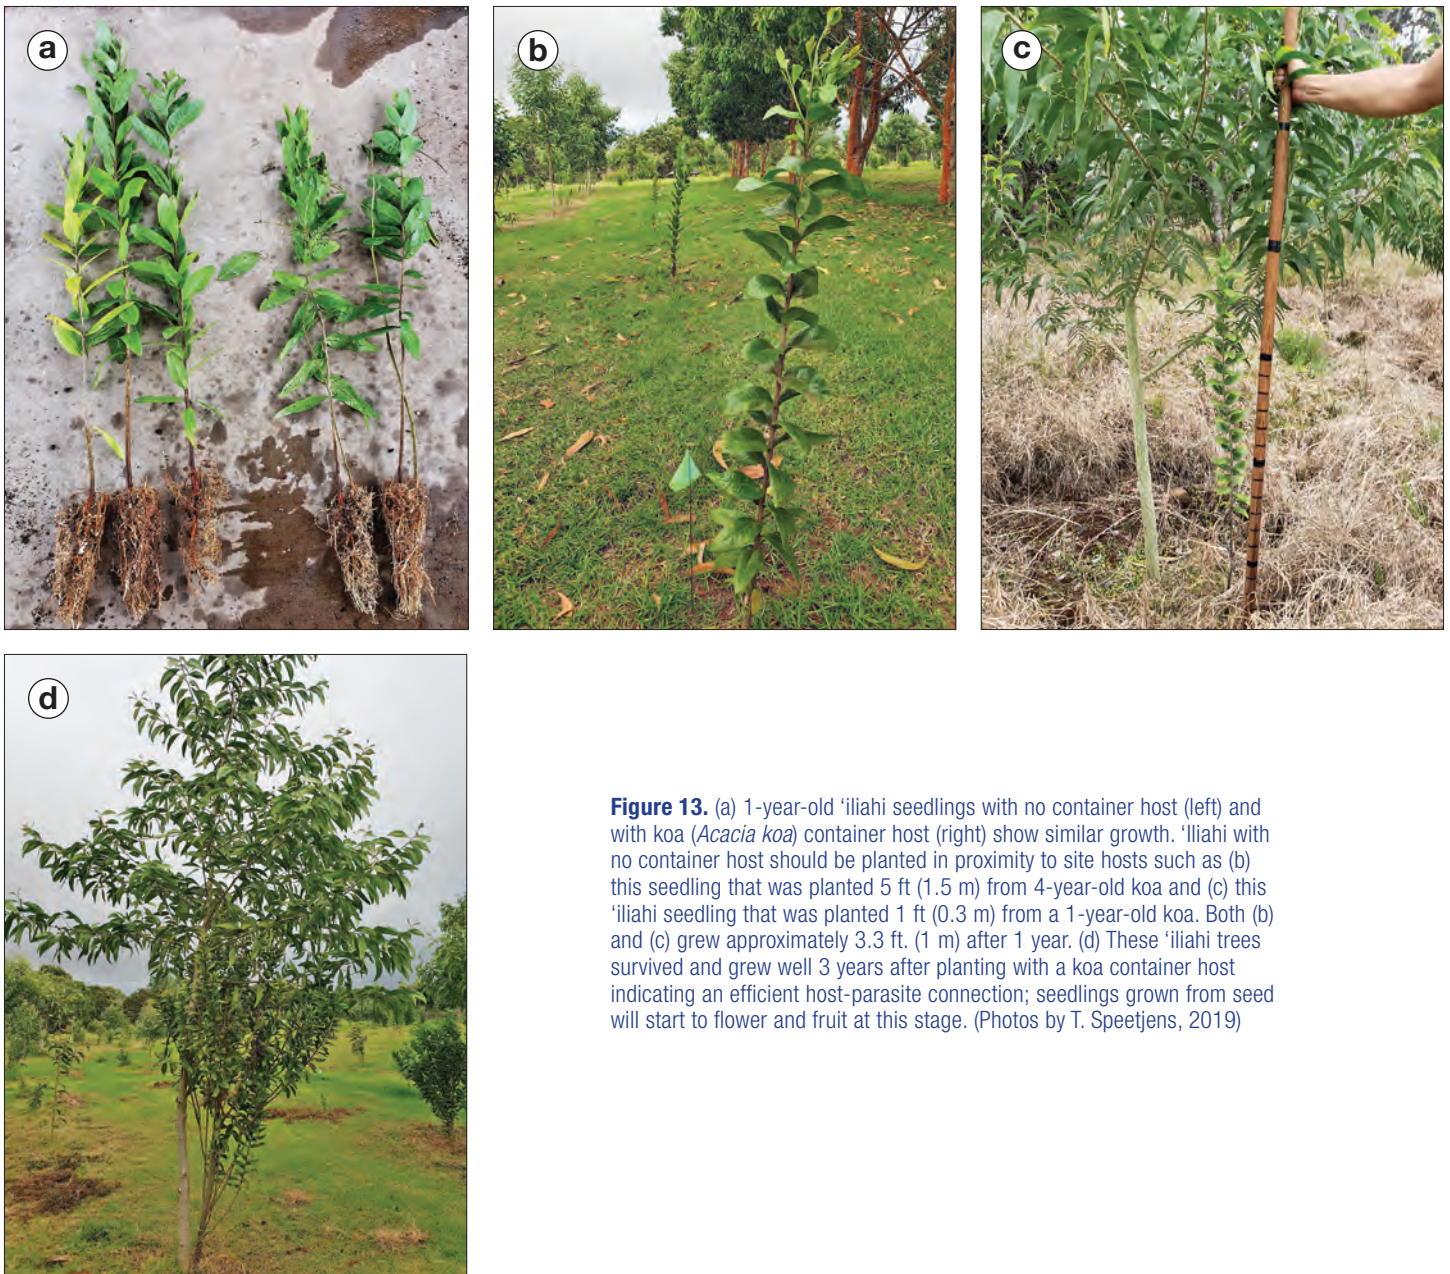 a
b
c
d
Figure 13. (a) 1-year-old ‘iliahi seedlings with no container host (left) and
with koa (Acacia koa) container host (right) show similar growth. ‘Iliahi with
no container host should be planted in proximity to site hosts such as (b)
this seedling that was planted 5 ft (1.5 m) from 4-year-old koa and (c) this
‘iliahi seedling that was planted 1 ft (0.3 m) from a 1-year-old koa. Both (b)
and (c) grew approximately 3.3 ft. (1 m) after 1 year. (d) These ‘iliahi trees
survived and grew well 3 years after planting with a koa container host
indicating an efficient host-parasite connection; seedlings grown from seed
will start to flower and fruit at this stage. (Photos by T. Speetjens, 2019)